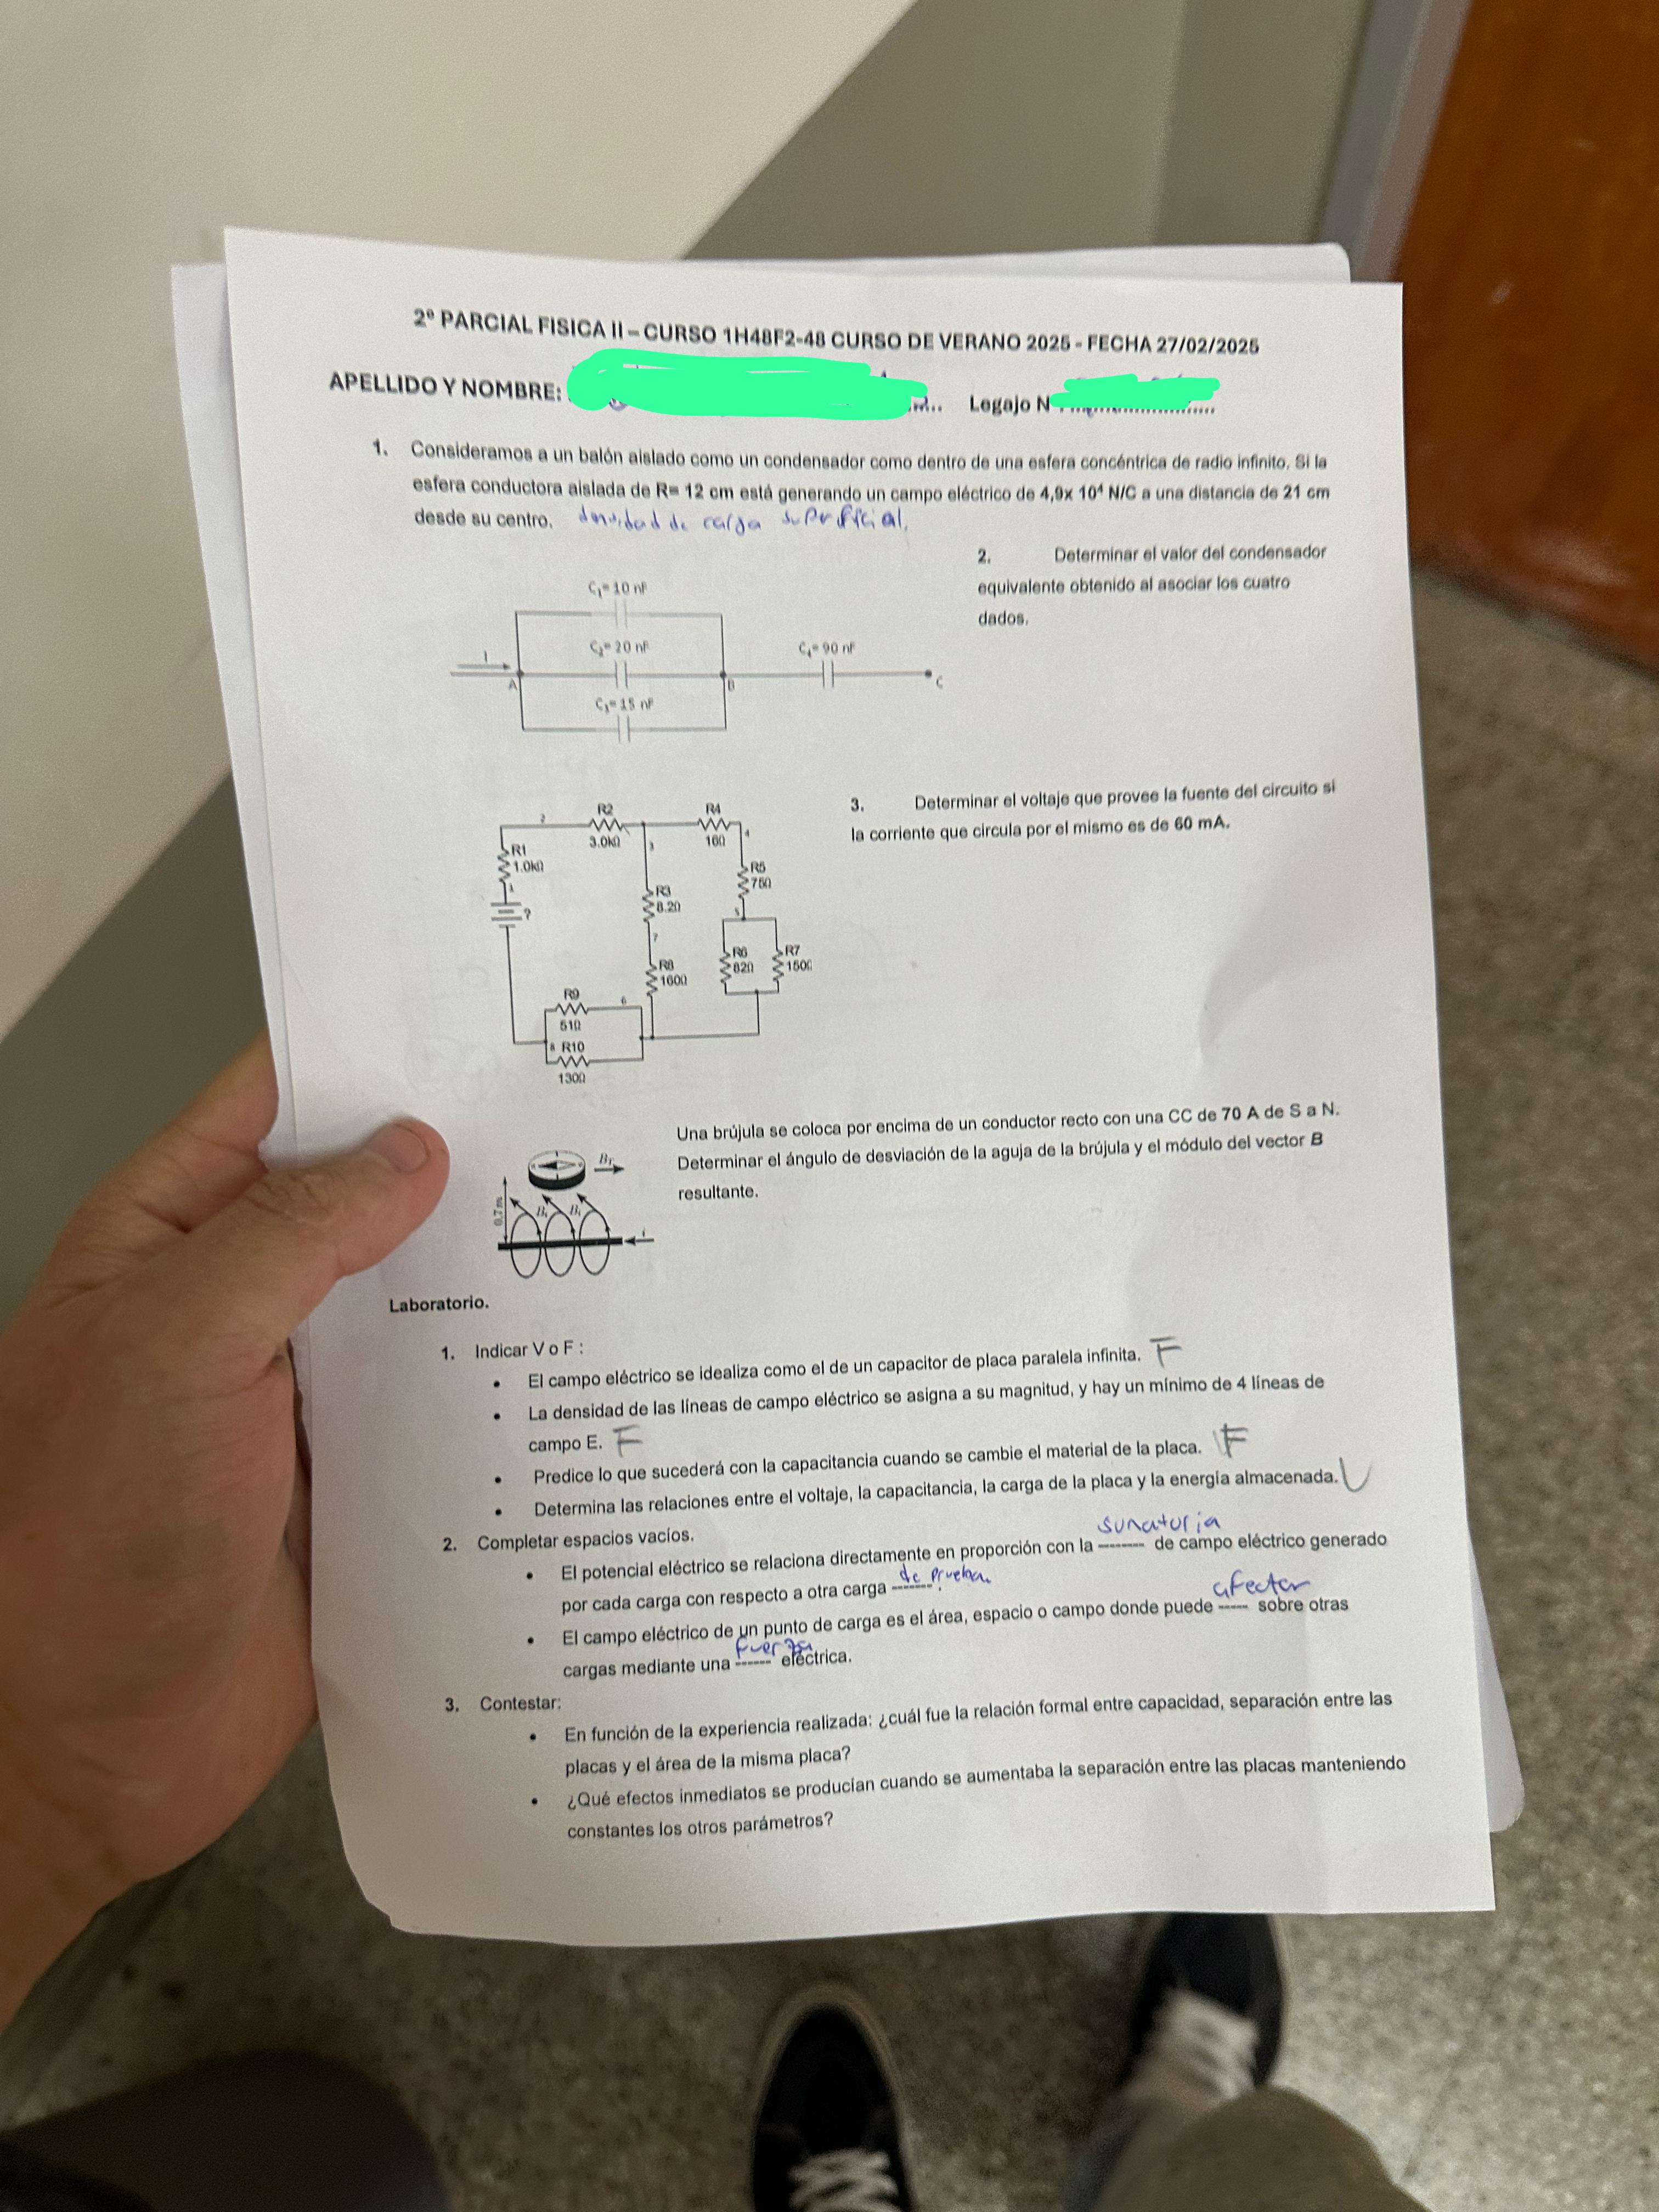 2º PARCIAL FISICA II – CURSO 1H48F2-48 CURSO DE VERANO 2025 - FECHA 27/02/2025
APELLIDO Y NOMBRE:
Legajo N
1. Consideramos a un balón aislado como un condensador como dentro de una esfera concéntrica de radio infinito. Si la
esfera conductora aislada de R= 12 cm está generando un campo eléctrico de 4,9x 10⁴ N/C a una distancia de 21 cm
desde su centro. densidad de carga superficial.
2. Determinar el valor del condensador
equivalente obtenido al asociar los cuatro
dados.
C₁= 10 nF
C₂= 20 nF
C₃= 15 nF
C₄= 90 nF
I
A
B
C
3. Determinar el voltaje que provee la fuente del circuito si
la corriente que circula por el mismo es de 60 mA.
R1
1.0kΩ
R2
3.0kΩ
R4
16Ω
R5
75Ω
R3
8.2Ω
R6
82Ω
R7
R8
160Ω
R9
51Ω
R10
130Ω
1
2
3
4
5
6
7
8
?
Una brújula se coloca por encima de un conductor recto con una CC de 70 A de S a N.
Determinar el ángulo de desviación de la aguja de la brújula y el módulo del vector B
resultante.
0,7 m
i
Laboratorio.
1. Indicar V o F :
• El campo eléctrico se idealiza como el de un capacitor de placa paralela infinita. F
• La densidad de las líneas de campo eléctrico se asigna a su magnitud, y hay un mínimo de 4 líneas de
campo E. F
• Predice lo que sucederá con la capacitancia cuando se cambie el material de la placa. F
• Determina las relaciones entre el voltaje, la capacitancia, la carga de la placa y la energía almacenada. V
2. Completar espacios vacíos.
sumatoria
• El potencial eléctrico se relaciona directamente en proporción con la -------- de campo eléctrico generado
de prueba
por cada carga con respecto a otra carga ------- .
afectar
• El campo eléctrico de un punto de carga es el área, espacio o campo donde puede ----- sobre otras
fuerza
cargas mediante una ------ eléctrica.
3. Contestar:
• En función de la experiencia realizada: ¿cuál fue la relación formal entre capacidad, separación entre las
placas y el área de la misma placa?
• ¿Qué efectos inmediatos se producían cuando se aumentaba la separación entre las placas manteniendo
constantes los otros parámetros?